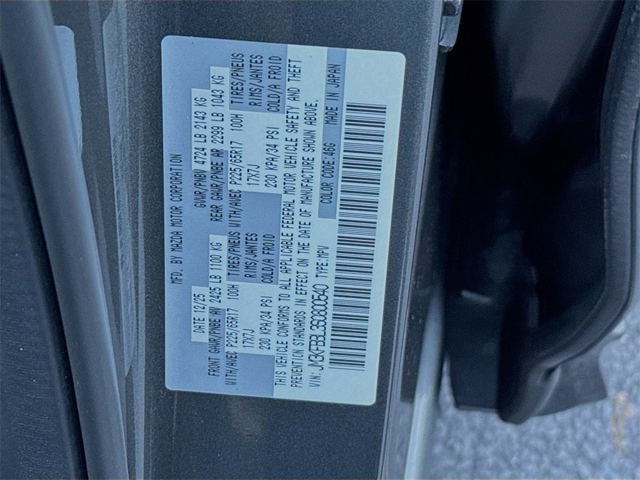 MFD. BY MAZDA MOTOR CORPORATION
DATE 12/25 GVWR/PNBV 4724 LB 2143 KG
FRONT GAWR/PNBE AV 2425 LB 1100 KG REAR GAWR/PNBE AR 2299 LB 1043 KG
WITH/AVEC P225/65R17 100H TIRES/PNEUS WITH/AVEC P225/65R17 100H TIRES/PNEUS
17X7J RIMS/JANTES 17X7J RIMS/JANTES
230 KPA/34 PSI COLD/A FROID 230 KPA/34 PSI COLD/A FROID
THIS VEHICLE CONFORMS TO ALL APPLICABLE FEDERAL MOTOR VEHICLE SAFETY AND THEFT
PREVENTION STANDARDS IN EFFECT ON THE DATE OF MANUFACTURE SHOWN ABOVE.
VIN: TYPE:MPV COLOR CODE:46G MADE IN JAPAN